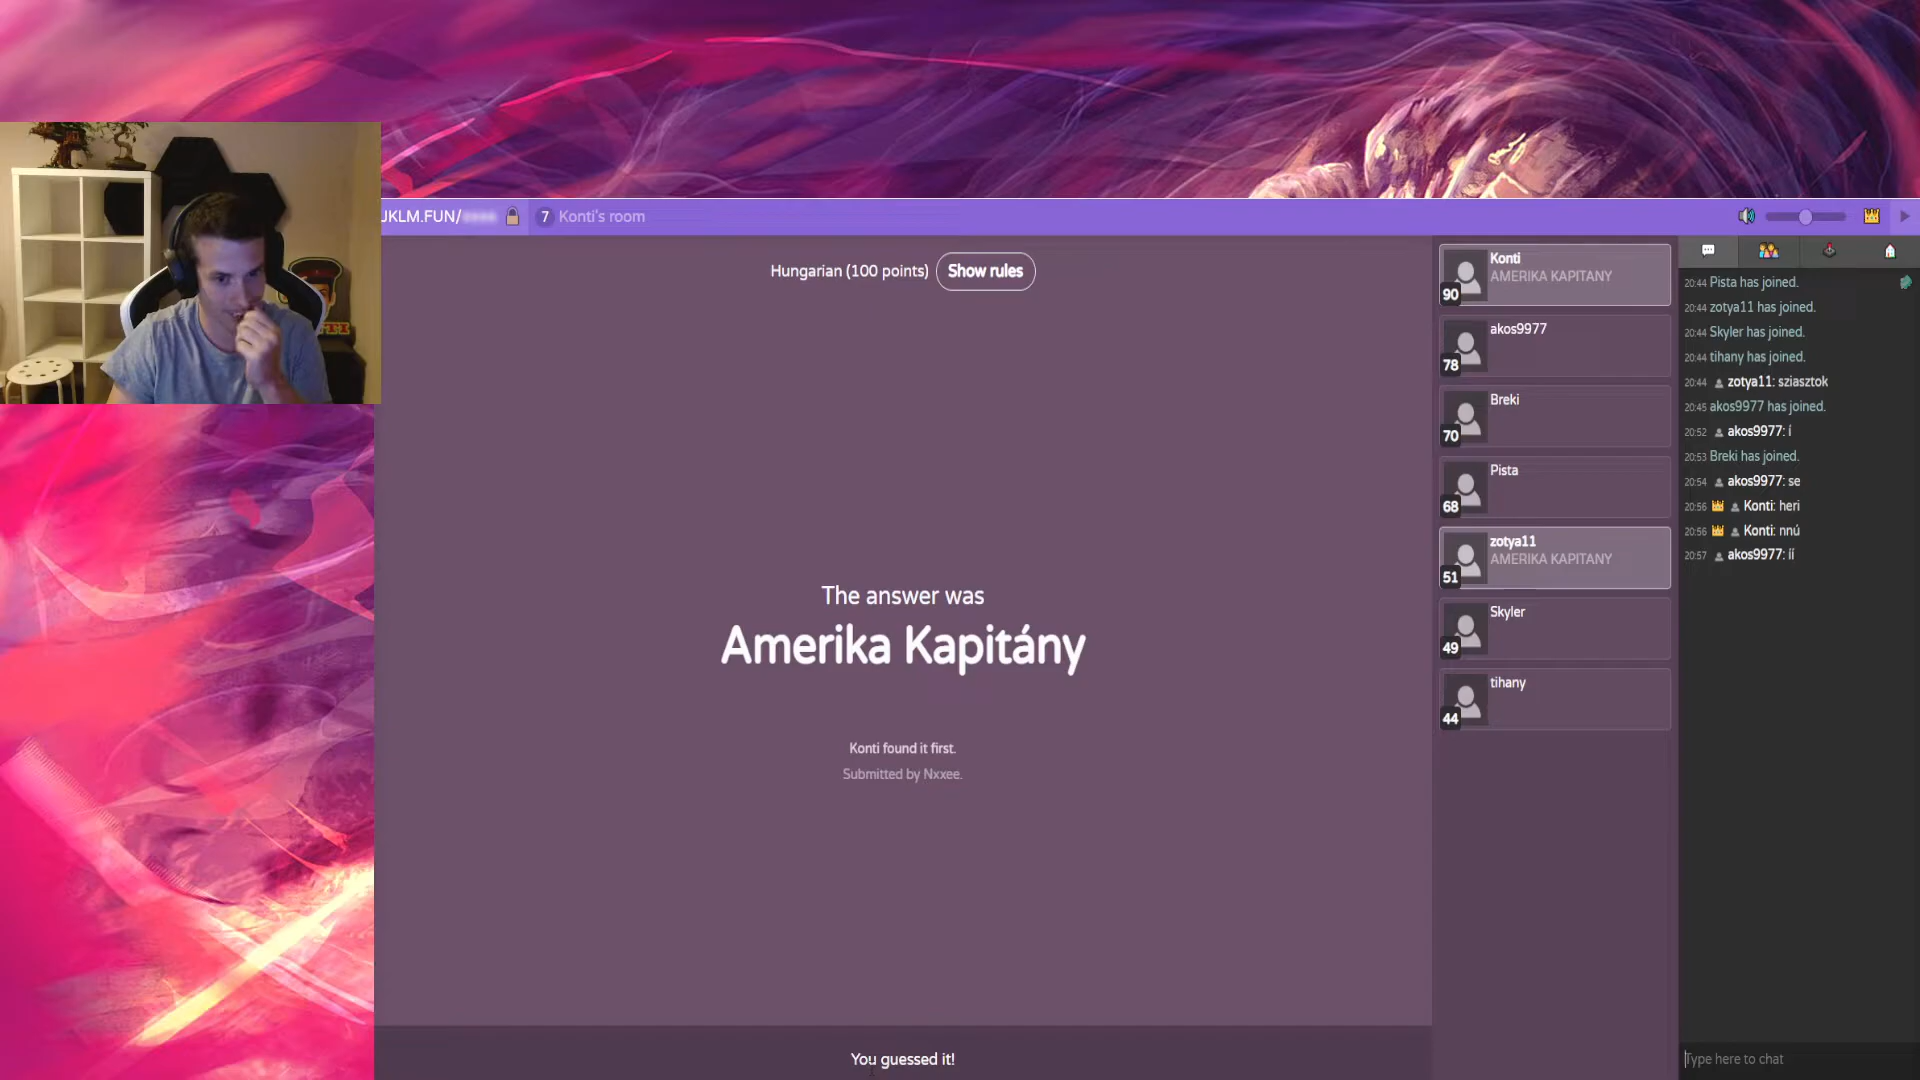 JKLM.FUN/
7 Konti's room
Hungarian (100 points) Show rules
The answer was
Amerika Kapitány
Konti found it first.
Submitted by Nxxee.
You guessed it!
Konti
AMERIKA KAPITANY
90
akos9977
78
Breki
70
Pista
68
zotya11
AMERIKA KAPITANY
51
Skyler
49
tihany
44
20:44 Pista has joined.
20:44 zotya11 has joined.
20:44 Skyler has joined.
20:44 tihany has joined.
20:44 zotya11: sziasztok
20:45 akos9977 has joined.
20:52 akos9977: í
20:53 Breki has joined.
20:54 akos9977: se
20:56 Konti: heri
20:56 Konti: nnú
20:57 akos9977: íí
Type here to chat